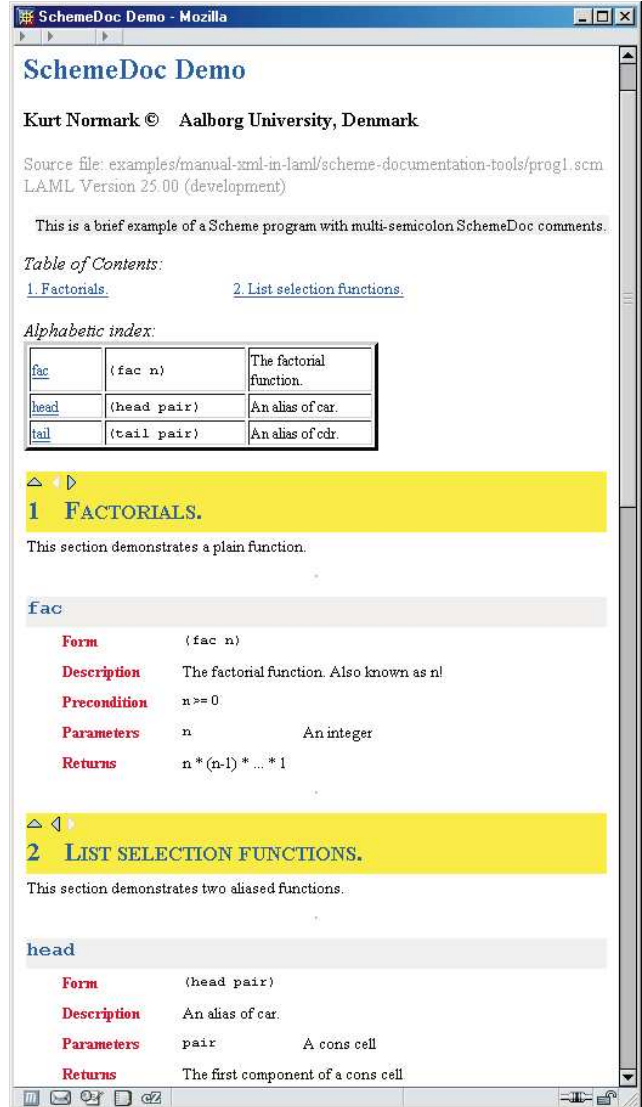 SchemeDoc Demo - Mozilla
SchemeDoc Demo
Kurt Normark © Aalborg University, Denmark
Source file: examples/manual-xml-in-laml/scheme-documentation-tools/prog1.scm
LAML Version 25.00 (development)
This is a brief example of a Scheme program with multi-semicolon SchemeDoc comments.
Table of Contents:
1. Factorials. 2. List selection functions.
Alphabetic index:
fac (fac n) The factorial
function.
head (head pair) An alias of car.
tail (tail pair) An alias of cdr.
1 FACTORIALS.
This section demonstrates a plain function.
fac
Form (fac n)
Description The factorial function. Also known as n!
Precondition n >= 0
Parameters n An integer
Returns n * (n-1) * ... * 1
2 LIST SELECTION FUNCTIONS.
This section demonstrates two aliased functions.
head
Form (head pair)
Description An alias of car.
Parameters pair A cons cell
Returns The first component of a cons cell